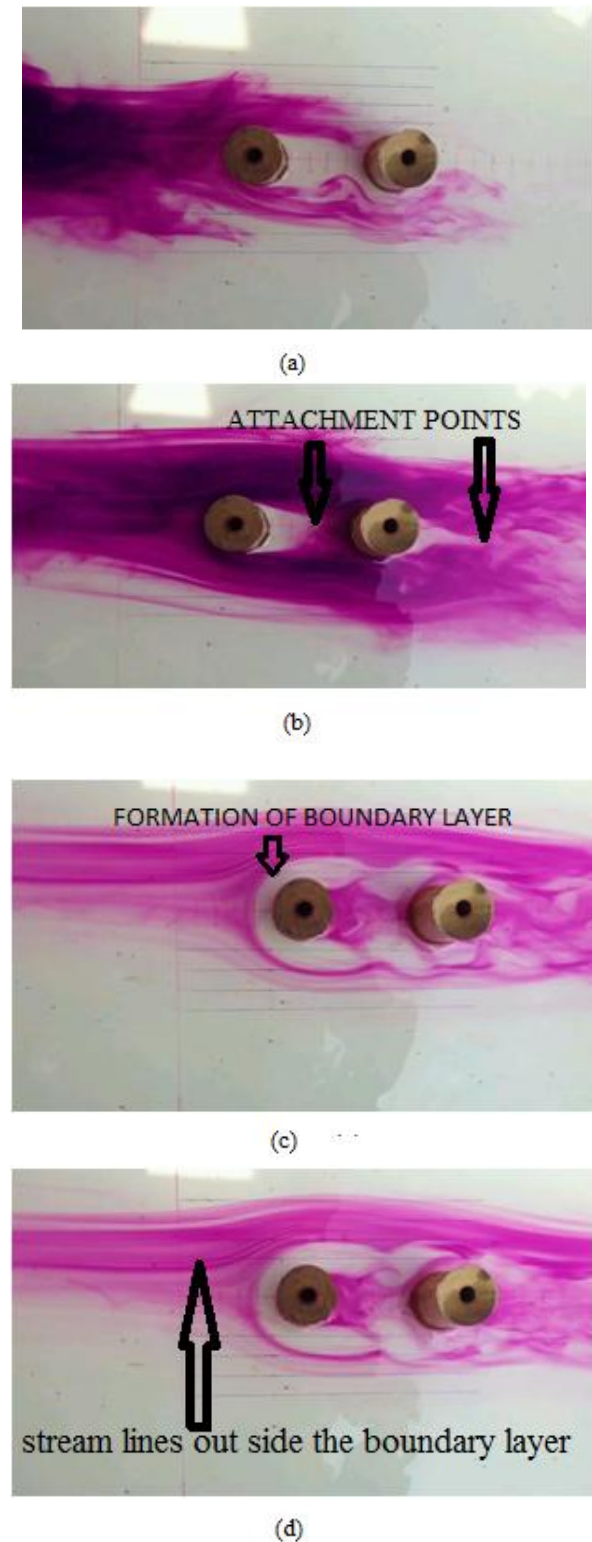 (a)
ATTACHMENT POINTS
(b)
FORMATION OF BOUNDARY LAYER
(c)
stream lines out side the boundary layer
(d)